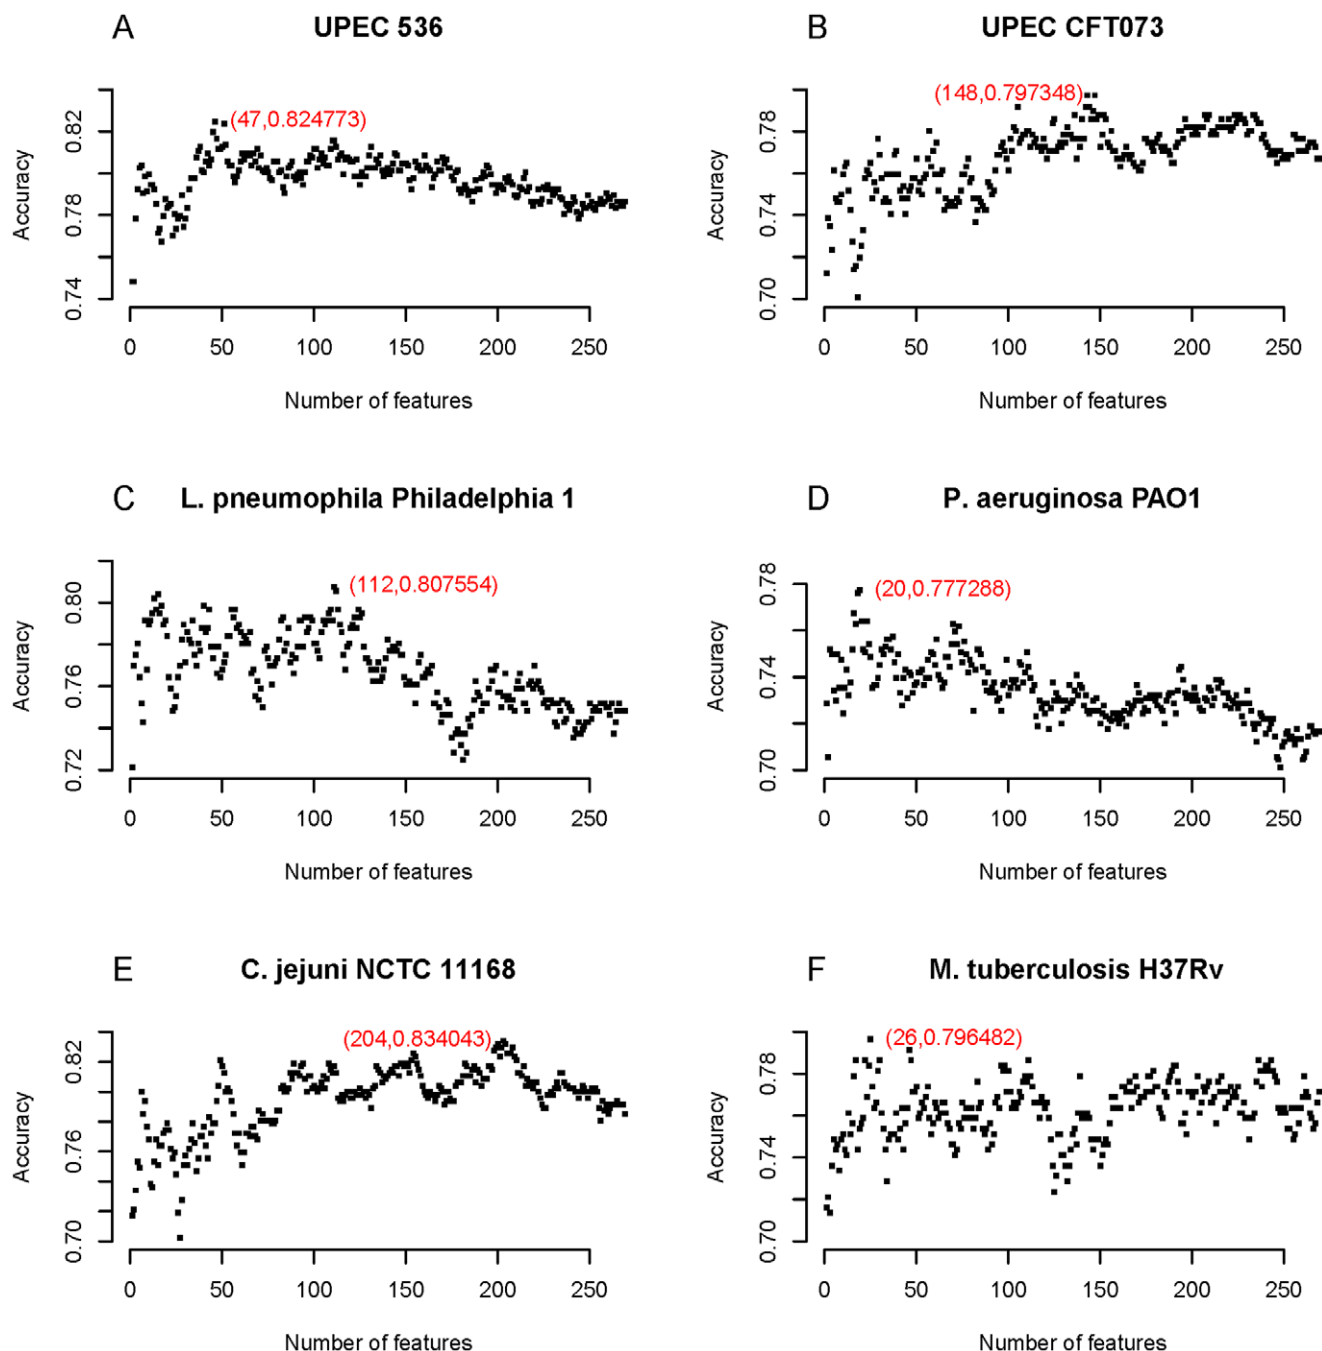 A UPEC 536
(47,0.824773)
Accuracy
0.82
0.78
0.74
0 50 100 150 200 250
Number of features
B UPEC CFT073
(148,0.797348)
Accuracy
0.78
0.74
0.70
0 50 100 150 200 250
Number of features
C L. pneumophila Philadelphia 1
(112,0.807554)
Accuracy
0.80
0.76
0.72
0 50 100 150 200 250
Number of features
D P. aeruginosa PAO1
(20,0.777288)
Accuracy
0.78
0.74
0.70
0 50 100 150 200 250
Number of features
E C. jejuni NCTC 11168
(204,0.834043)
Accuracy
0.82
0.76
0.70
0 50 100 150 200 250
Number of features
F M. tuberculosis H37Rv
(26,0.796482)
Accuracy
0.78
0.74
0.70
0 50 100 150 200 250
Number of features